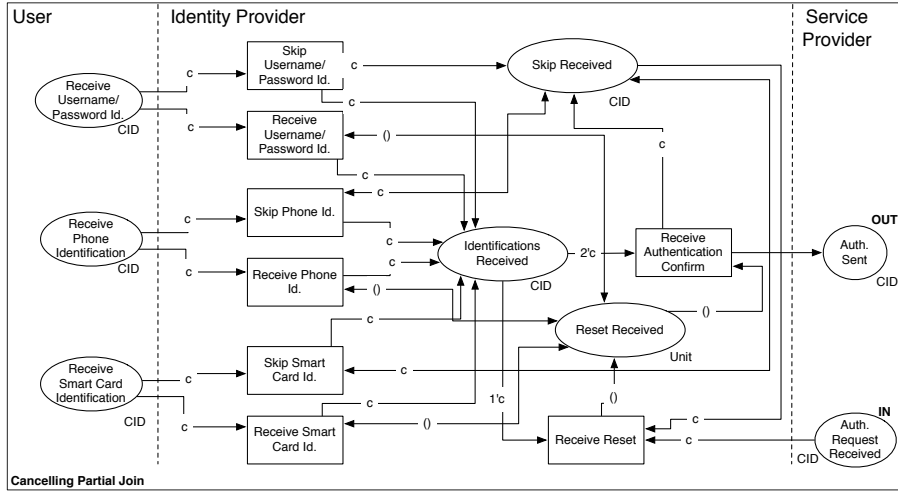 User
Identity Provider
Service
Provider
Skip
Username/
Password Id.
c
c
c
Skip Received
CID
Receive
Username/
Password Id.
CID
c
c
Receive
Username/
Password Id.
()
c
c
c
Receive
Phone
Identification
CID
c
c
Skip Phone Id.
c
c
Receive Phone
Id.
()
Identifications
Received
CID
2'c
Receive
Authentication
Confirm
OUT
Auth.
Sent
CID
Reset Received
Unit
()
Receive
Smart Card
Identification
CID
c
c
Skip Smart
Card Id.
c
c
c
Receive Smart
Card Id.
()
1'c
()
Receive Reset
c
c
IN
Auth.
Request
Received
CID
Cancelling Partial Join